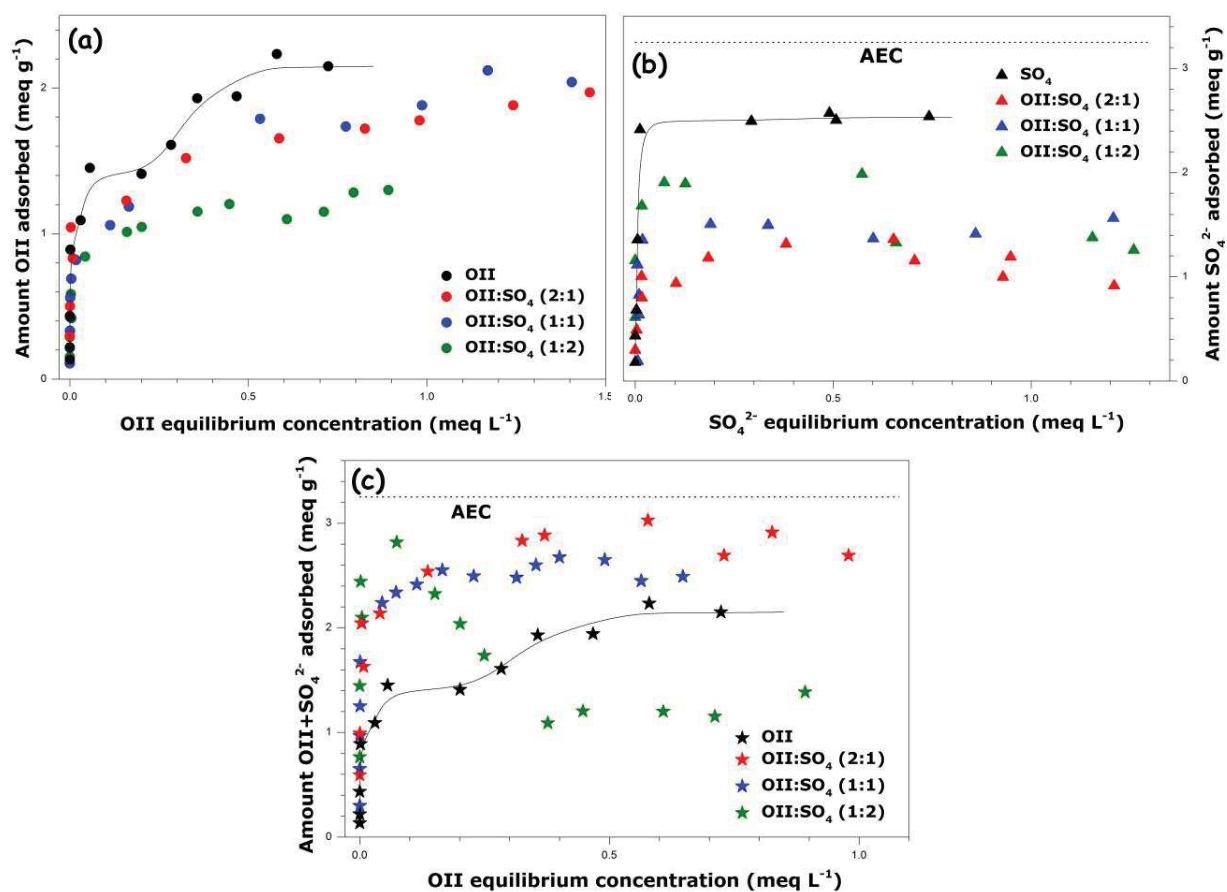 (a)
Amount OII adsorbed (meq g⁻¹)
2
1
0
OII
OII:SO₄ (2:1)
OII:SO₄ (1:1)
OII:SO₄ (1:2)
0.0 0.5 1.0 1.5
OII equilibrium concentration (meq L⁻¹)
(b)
AEC
SO₄
OII:SO₄ (2:1)
OII:SO₄ (1:1)
OII:SO₄ (1:2)
3
2
1
0
Amount SO₄²⁻ adsorbed (meq g⁻¹)
0.0 0.5 1.0
SO₄²⁻ equilibrium concentration (meq L⁻¹)
(c)
AEC
Amount OII+SO₄²⁻ adsorbed (meq g⁻¹)
3
2
1
0
OII
OII:SO₄ (2:1)
OII:SO₄ (1:1)
OII:SO₄ (1:2)
0.0 0.5 1.0
OII equilibrium concentration (meq L⁻¹)